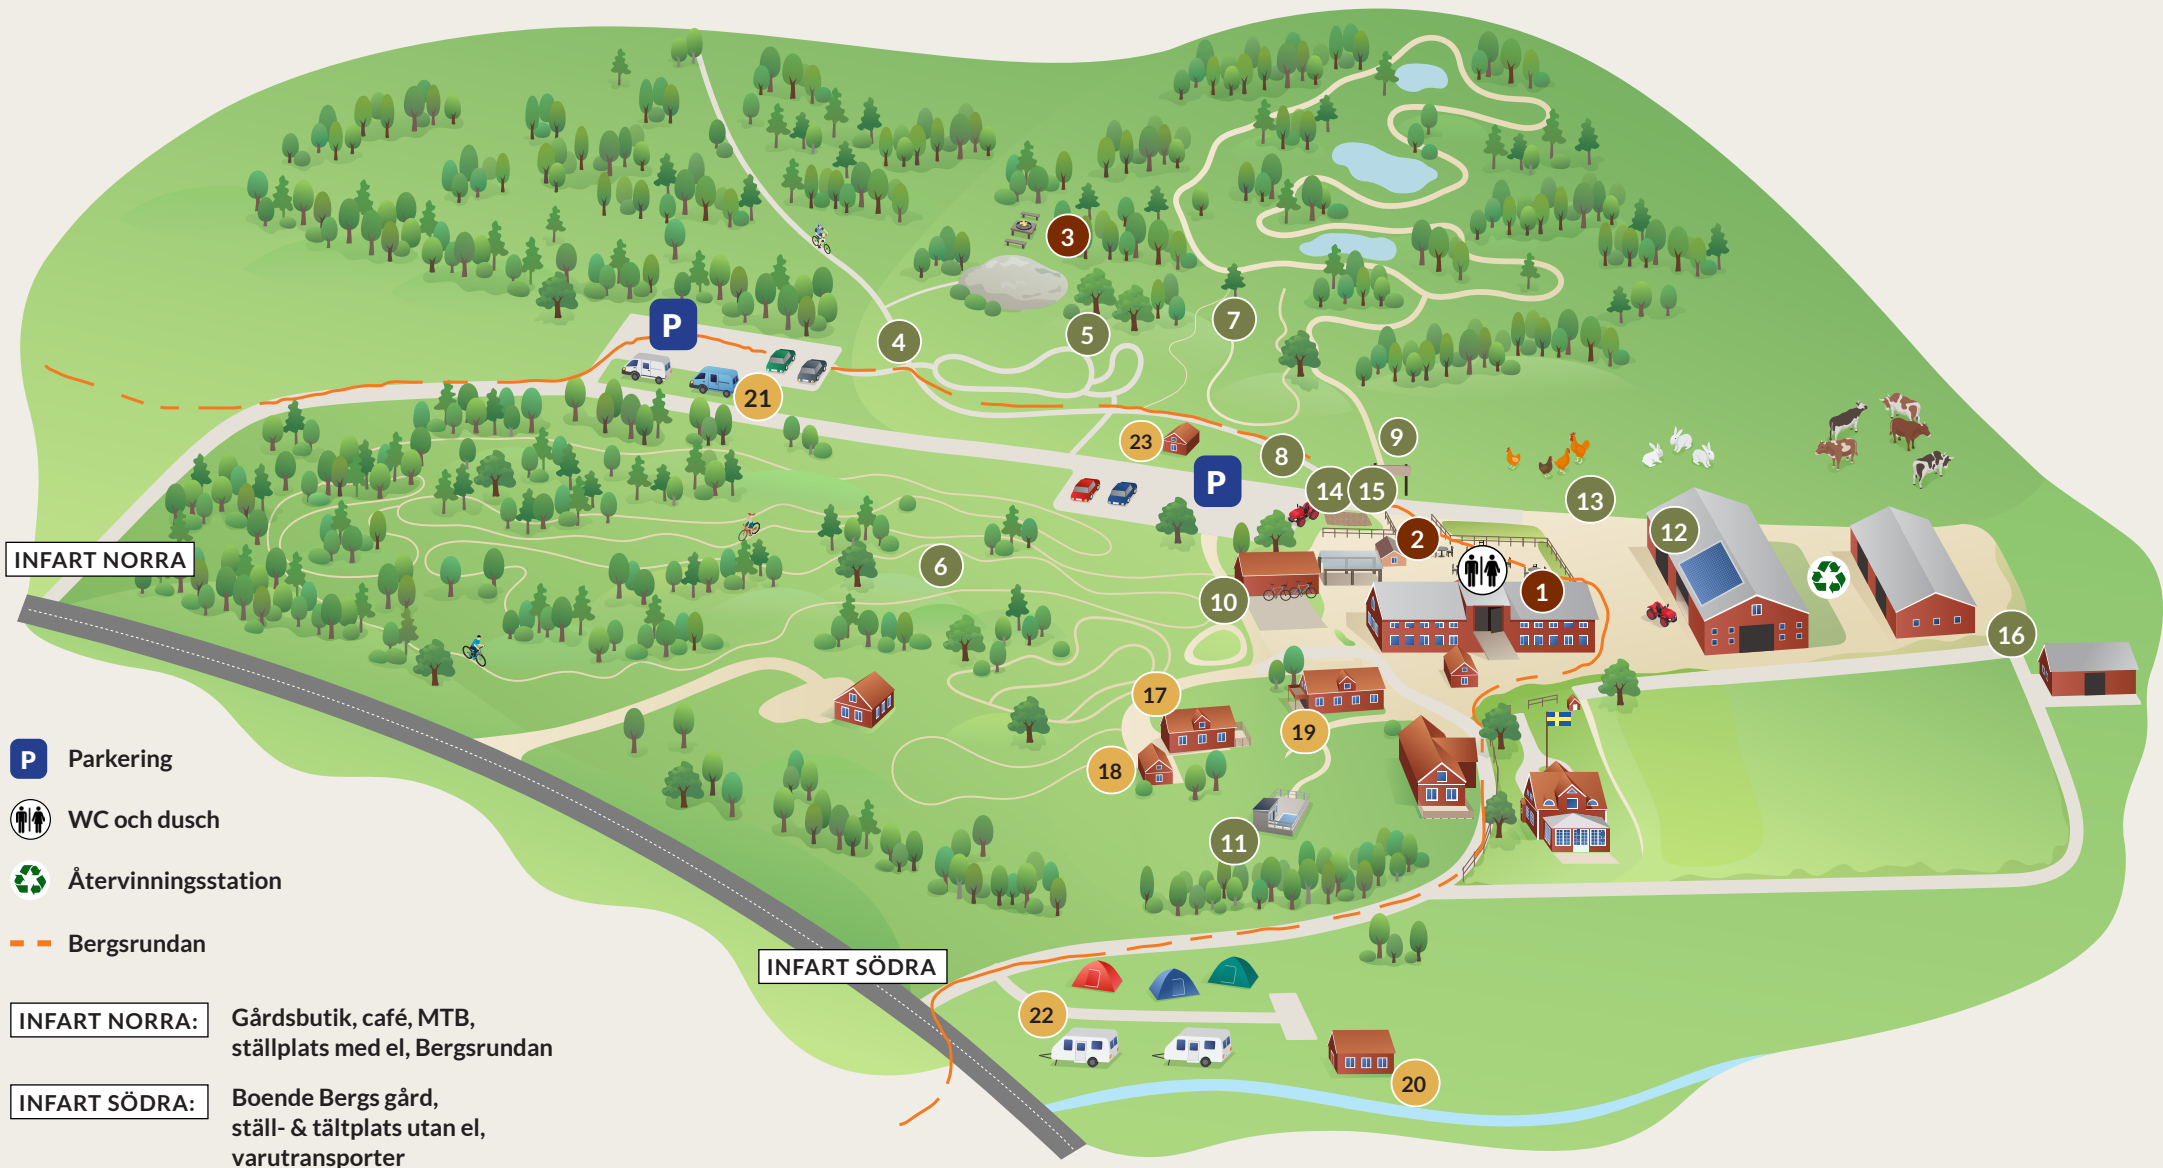 3
7
P
4
5
21
23
9
8
P
14
15
13
12
2
INFART NORRA
6
1
10
16
17
19
18
P Parkering
11
WC och dusch
Återvinningsstation
Bergsrundan
INFART SÖDRA
22
INFART NORRA: Gårdsbutik, café, MTB,
ställplats med el, Bergsrundan
20
INFART SÖDRA: Boende Bergs gård,
ställ- & tältplats utan el,
varutransporter